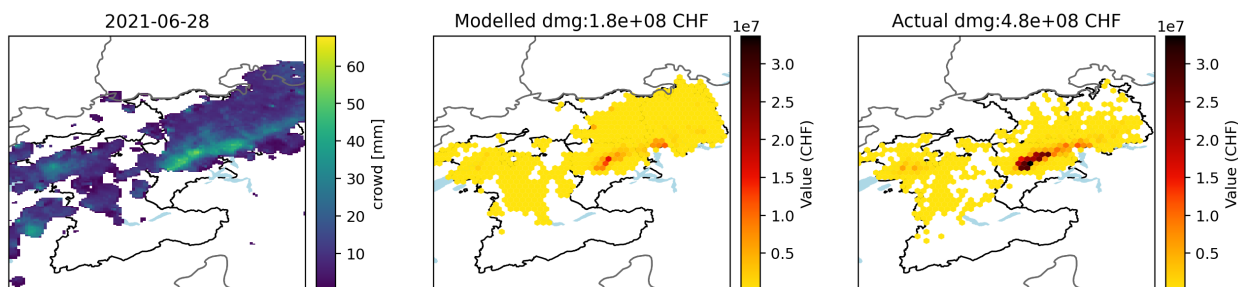 2021-06-28
60
50
40
30
20
10
crowd [mm]
Modelled dmg:1.8e+08 CHF
1e7
3.0
2.5
2.0
1.5
1.0
0.5
Value (CHF)
Actual dmg:4.8e+08 CHF
1e7
3.0
2.5
2.0
1.5
1.0
0.5
Value (CHF)